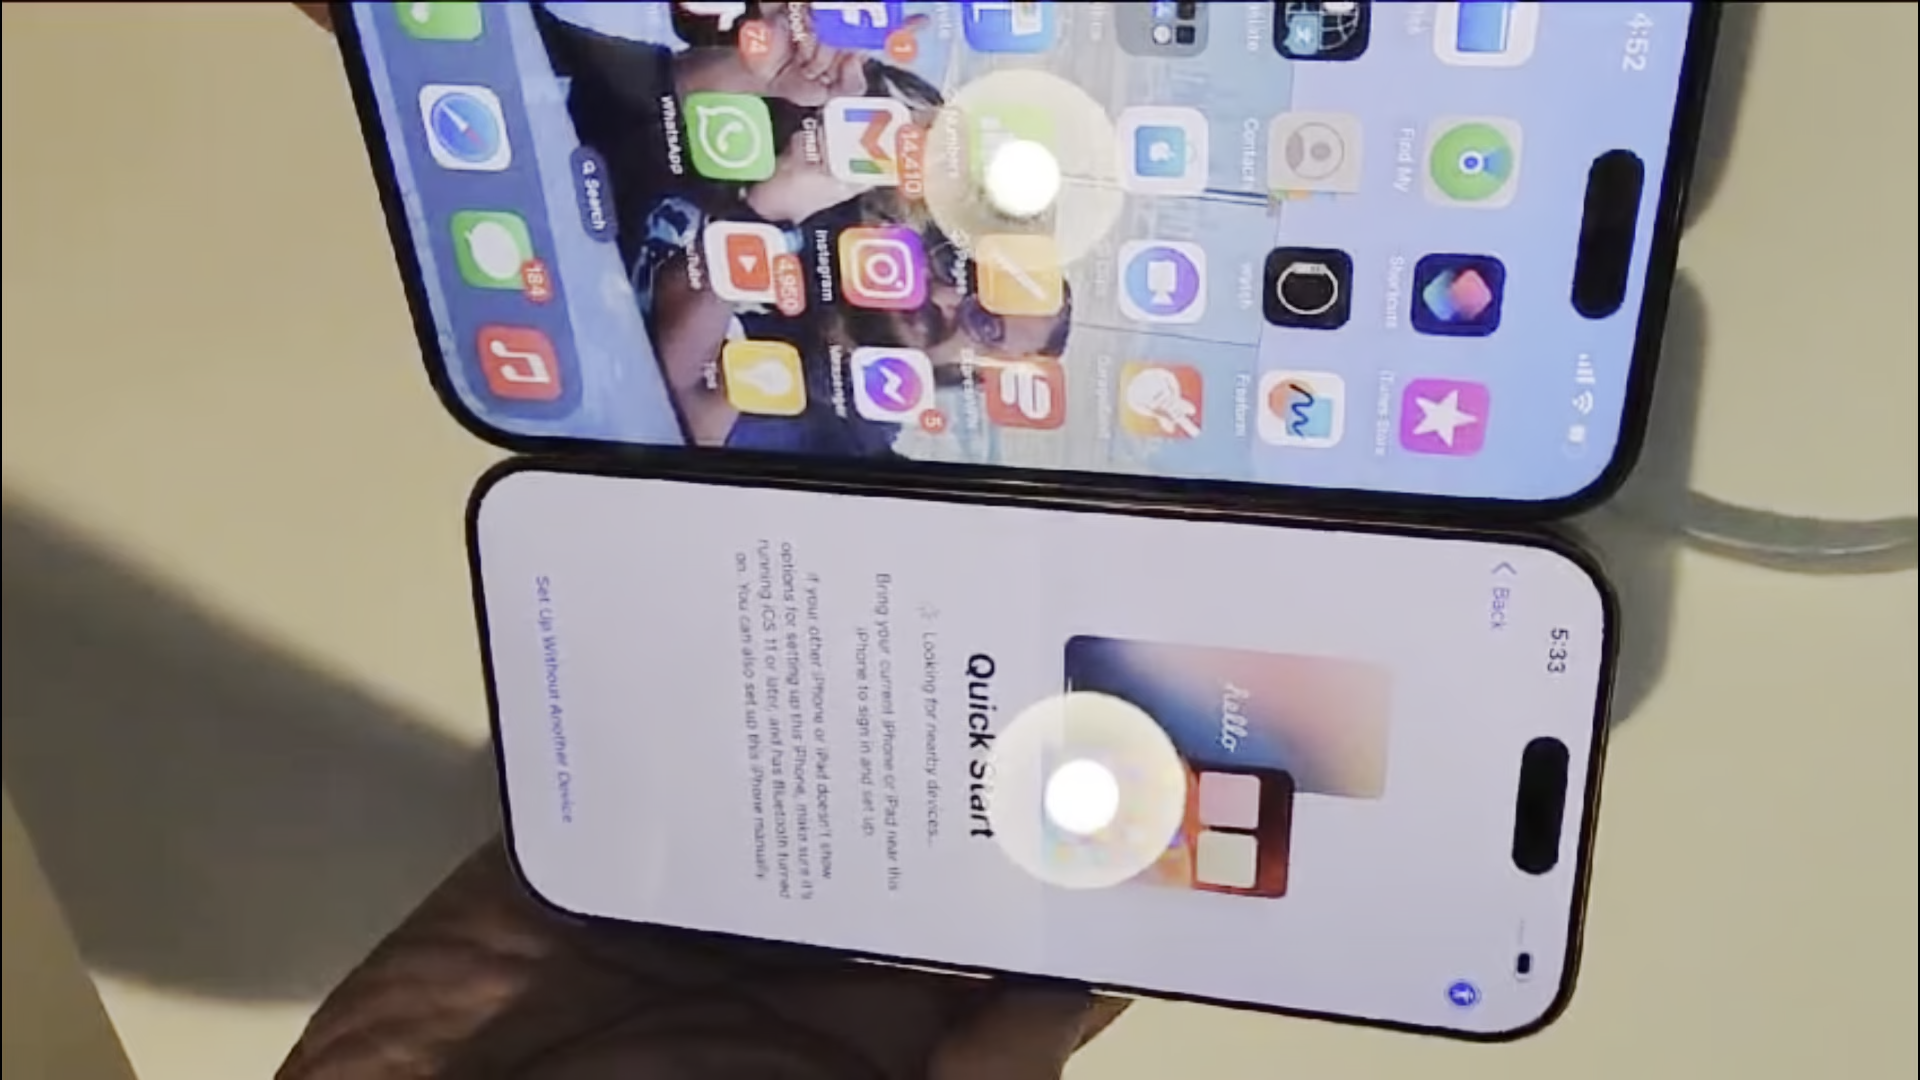 4:52
Find My
Shortcuts
iTunes Store
Contacts
Watch
Freeform
Numbers
Pages
14,410
Gmail
Instagram
Messenger
5
1
74
WhatsApp
4,950
Tips
Search
184
5:33
Back
hello
Quick Start
Looking for nearby devices...
Bring your current iPhone or iPad near this
iPhone to sign in and set up.
If your other iPhone or iPad doesn't show
options for setting up this iPhone, make sure it's
running iOS 11 or later, and has Bluetooth turned
on. You can also set up this iPhone manually.
Set Up Without Another Device